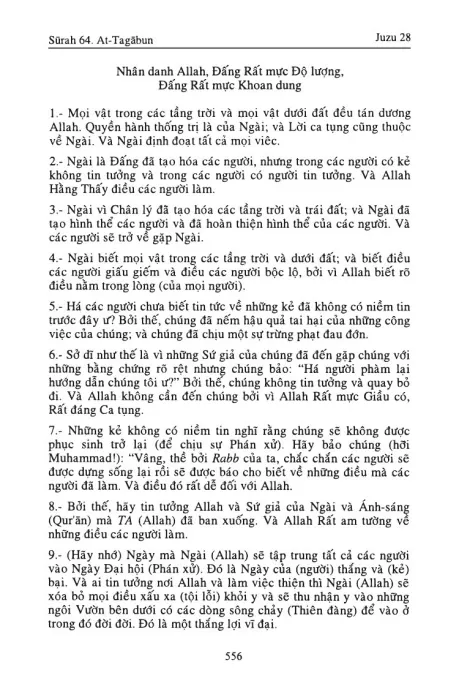 Sūrah 64. At-Tagābun
Juzu 28
Nhân danh Allah, Đấng Rất mực Độ lượng,
Đấng Rất mực Khoan dung
1.- Mọi vật trong các tầng trời và mọi vật dưới đất đều tán dương
Allah. Quyền hành thống trị là của Ngài; và Lời ca tụng cũng thuộc
về Ngài. Và Ngài định đoạt tất cả mọi viêc.
2.- Ngài là Đấng đã tạo hóa các người, nhưng trong các người có kẻ
không tin tưởng và trong các người có người tin tưởng. Và Allah
Hằng Thấy điều các người làm.
3.- Ngài vì Chân lý đã tạo hóa các tầng trời và trái đất; và Ngài đã
tạo hình thể các người và đã hoàn thiện hình thể của các người. Và
các người sẽ trở về gặp Ngài.
4.- Ngài biết mọi vật trong các tầng trời và dưới đất; và biết điều
các người giấu giếm và điều các người bộc lộ, bởi vì Allah biết rõ
điều nằm trong lòng (của mọi người).
5.- Há các người chưa biết tin tức về những kẻ đã không có niềm tin
trước đây ư? Bởi thế, chúng đã nếm hậu quả tai hại của những công
việc của chúng; và chúng đã chịu một sự trừng phạt đau đớn.
6.- Sở dĩ như thế là vì những Sứ giả của chúng đã đến gặp chúng với
những bằng chứng rõ rệt nhưng chúng bảo: “Há người phàm lại
hướng dẫn chúng tôi ư?” Bởi thế, chúng không tin tưởng và quay bỏ
đi. Và Allah không cần đến chúng bởi vì Allah Rất mực Giầu có,
Rất đáng Ca tụng.
7.- Những kẻ không có niềm tin nghĩ rằng chúng sẽ không được
phục sinh trở lại (để chịu sự Phán xử). Hãy bảo chúng (hỡi
Muhammad!): “Vâng, thề bởi Rabb của ta, chắc chắn các người sẽ
được dựng sống lại rồi sẽ được báo cho biết về những điều mà các
người đã làm. Và điều đó rất dễ đối với Allah.
8.- Bởi thế, hãy tin tưởng Allah và Sứ giả của Ngài và Ánh-sáng
(Qur’ān) mà TA (Allah) đã ban xuống. Và Allah Rất am tường về
những điều các người làm.
9.- (Hãy nhớ) Ngày mà Ngài (Allah) sẽ tập trung tất cả các người
vào Ngày Đại hội (Phán xử). Đó là Ngày của (người) thắng và (kẻ)
bại. Và ai tin tưởng nơi Allah và làm việc thiện thì Ngài (Allah) sẽ
xóa bỏ mọi điều xấu xa (tội lỗi) khỏi y và sẽ thu nhận y vào những
ngôi Vườn bên dưới có các dòng sông chảy (Thiên đàng) để vào ở
trong đó đời đời. Đó là một thắng lợi vĩ đại.
556